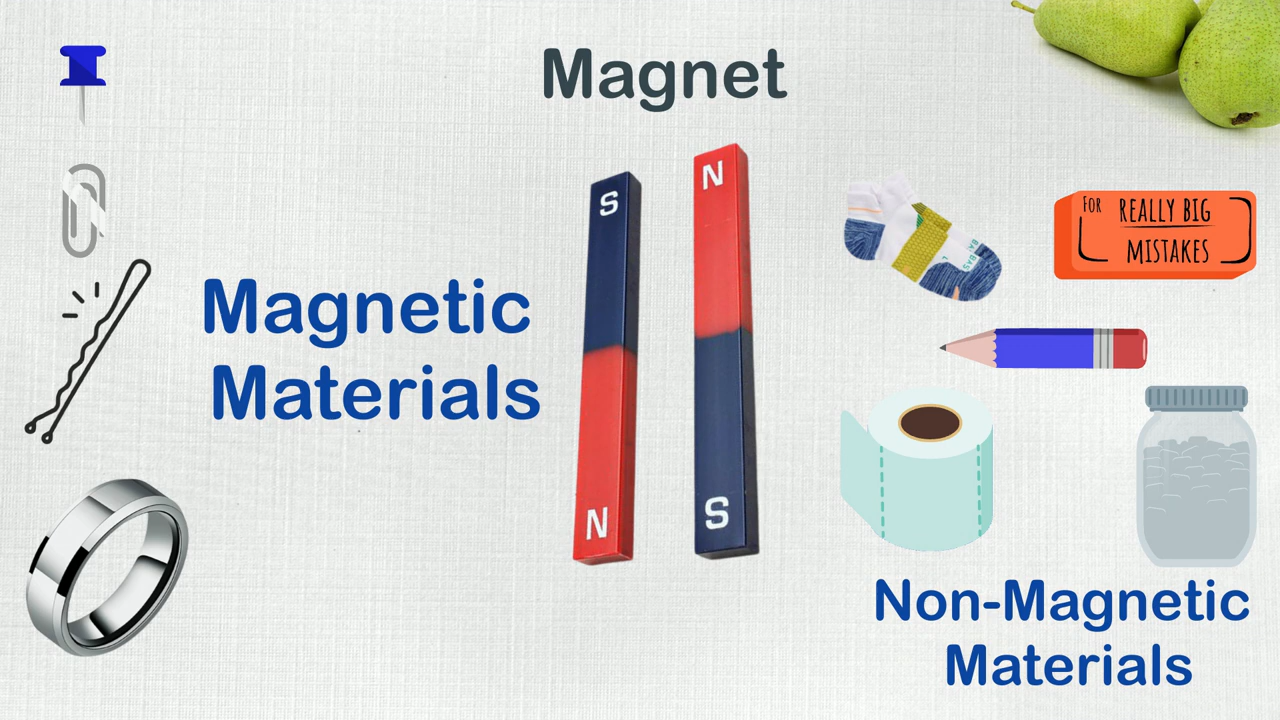 Magnet
S
N
N
S
Magnetic
Materials
FOR REALLY BIG
MISTAKES
Non-Magnetic
Materials